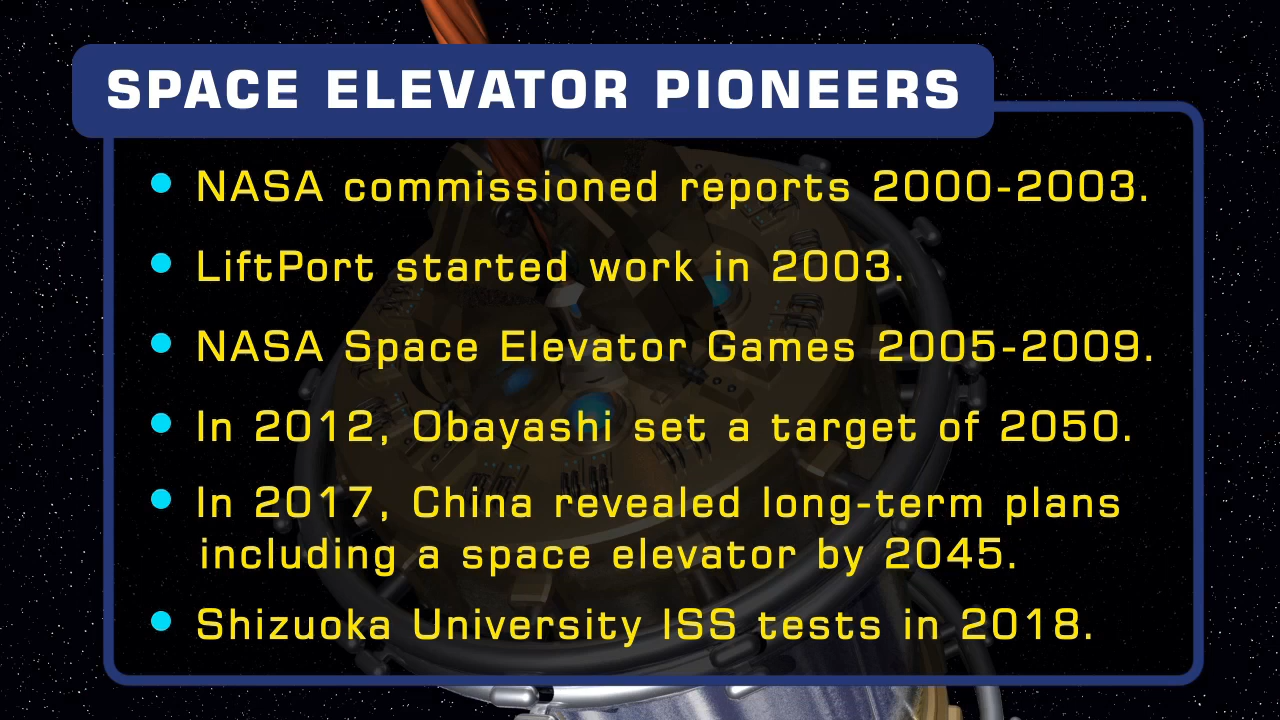 SPACE ELEVATOR PIONEERS
NASA commissioned reports 2000-2003.
LiftPort started work in 2003.
NASA Space Elevator Games 2005-2009.
In 2012, Obayashi set a target of 2050.
In 2017, China revealed long-term plans
including a space elevator by 2045.
Shizuoka University ISS tests in 2018.